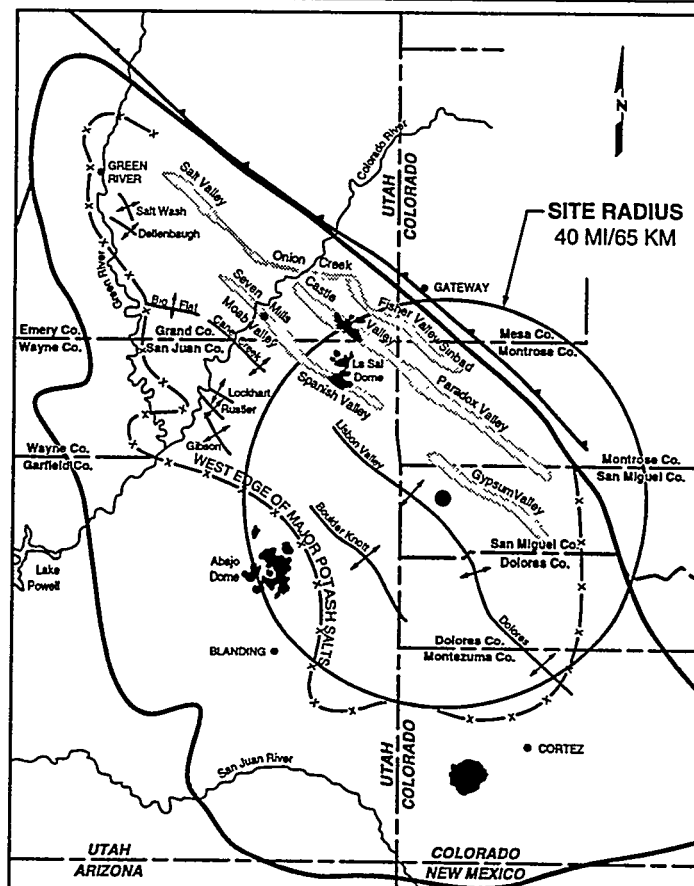 N
SITE RADIUS
40 MI/65 KM
Colorado River
UTAH
COLORADO
GREEN
RIVER
Salt Valley
Salt Wash
Dellenbaugh
Green River
Onion Creek
Castle
Valley
Fisher Valley
Sinbad
GATEWAY
Big Flat
Seven Mile
Moab Valley
Cane Creek
Emery Co.
Wayne Co.
Grand Co.
San Juan Co.
Mesa Co.
Montrose Co.
La Sal
Dome
Spanish Valley
Paradox Valley
Lockhart
Rustler
Gibson
Lisbon Valley
Wayne Co.
Garfield Co.
Montrose Co.
San Miguel Co.
WEST EDGE OF MAJOR POTASH SALTS
Gypsum Valley
Boulder Knott
San Miguel Co.
Dolores Co.
Lake
Powell
Abajo
Dome
Dolores
BLANDING
Dolores Co.
Montezuma Co.
San Juan River
UTAH
COLORADO
CORTEZ
UTAH
ARIZONA
COLORADO
NEW MEXICO